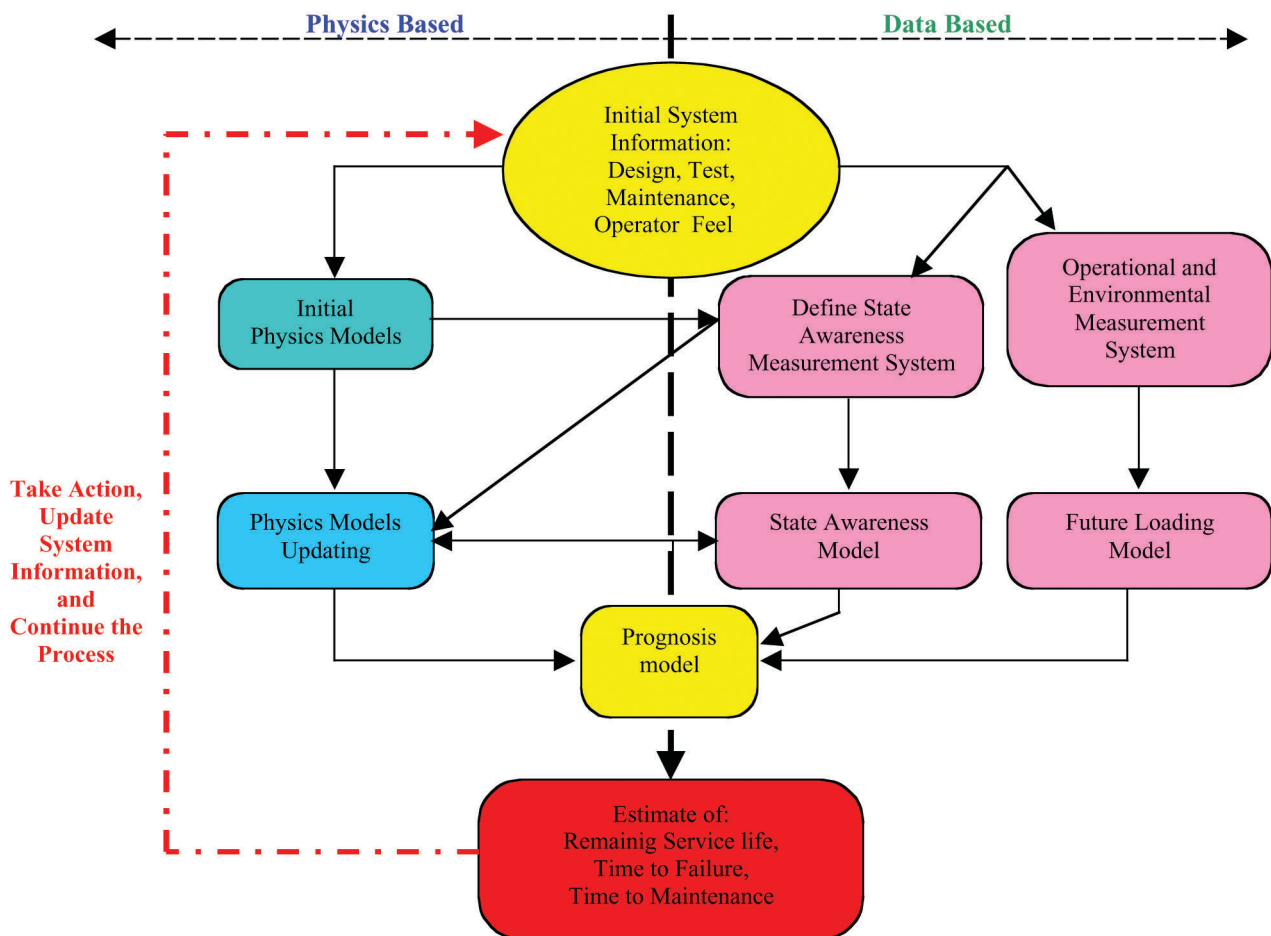 Physics Based
Data Based
Initial System
Information:
Design, Test,
Maintenance,
Operator Feel
Initial
Physics Models
Define State
Awareness
Measurement System
Operational and
Environmental
Measurement
System
Take Action,
Update
System
Information,
and
Continue the
Process
Physics Models
Updating
State Awareness
Model
Future Loading
Model
Prognosis
model
Estimate of:
Remainig Service life,
Time to Failure,
Time to Maintenance